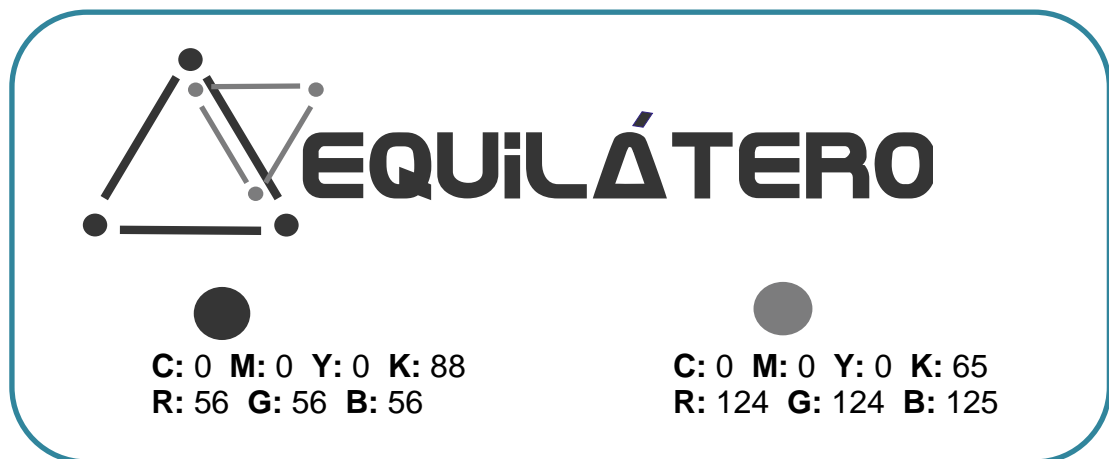 EQUiLÁTERO
C: 0 M: 0 Y: 0 K: 88
R: 56 G: 56 B: 56
C: 0 M: 0 Y: 0 K: 65
R: 124 G: 124 B: 125